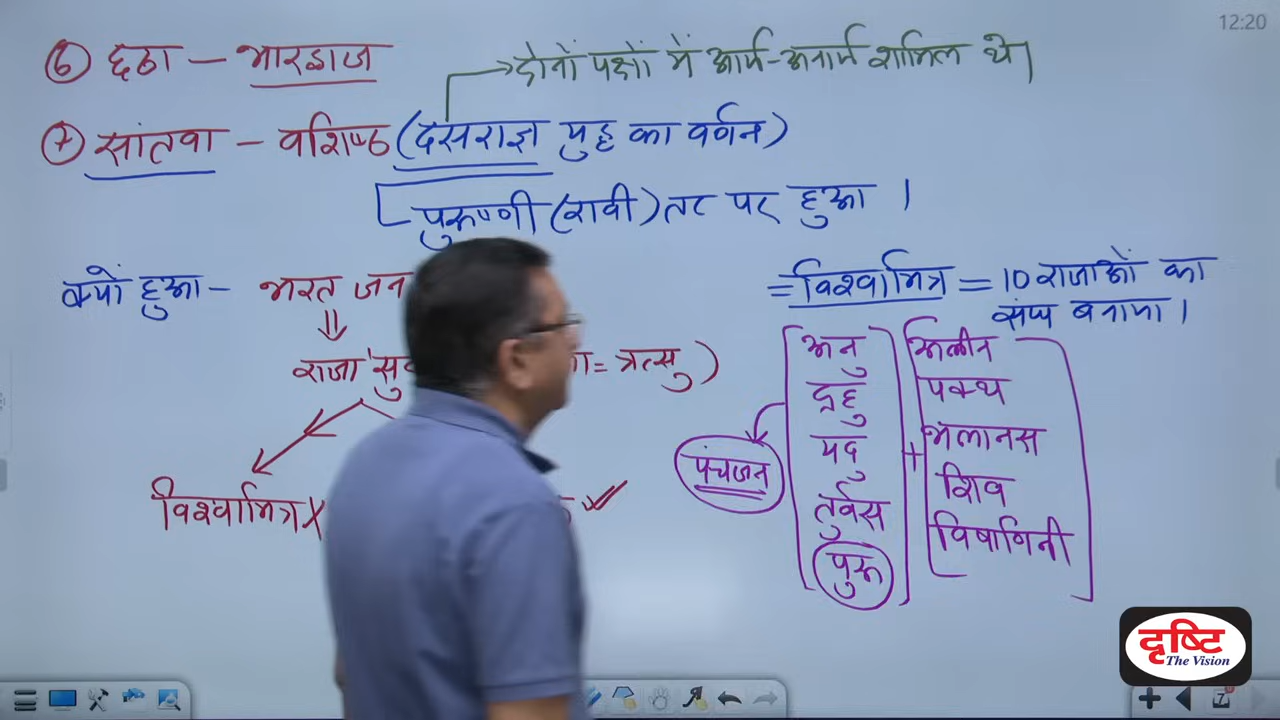 12:20
⑥ छठा – भारद्वाज
→ दोनों पक्षों में आर्य-अनार्य शामिल थे।
⑦ सांतवा – वशिष्ठ (दसराज्ञ युद्ध का वर्णन)
पुरूष्णी (रावी) तट पर हुआ ।
क्यों हुआ – भारत जन
⇓
राजा 'सु = त्रत्सु)
विश्वामित्र X ✓
= विश्वामित्र = 10 राजाओं का
संघ बनाया ।
पंचजन
अनु
द्रुहु
यदु
तुर्वस
पुरू
+
अलीन
पक्थ
भलानस
शिव
विषाणिनी
दृष्टि
The Vision